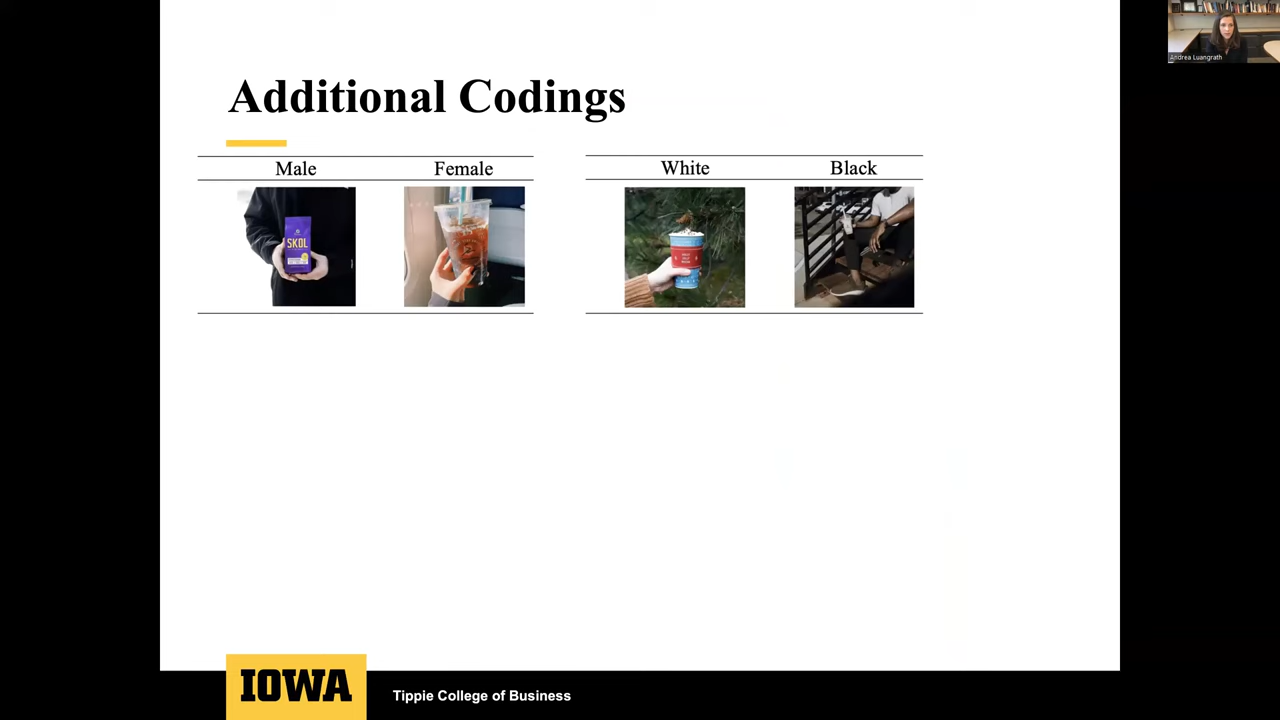 Andrea Luangrath
Additional Codings
Male Female
White Black
SKOL
IOWA
Tippie College of Business